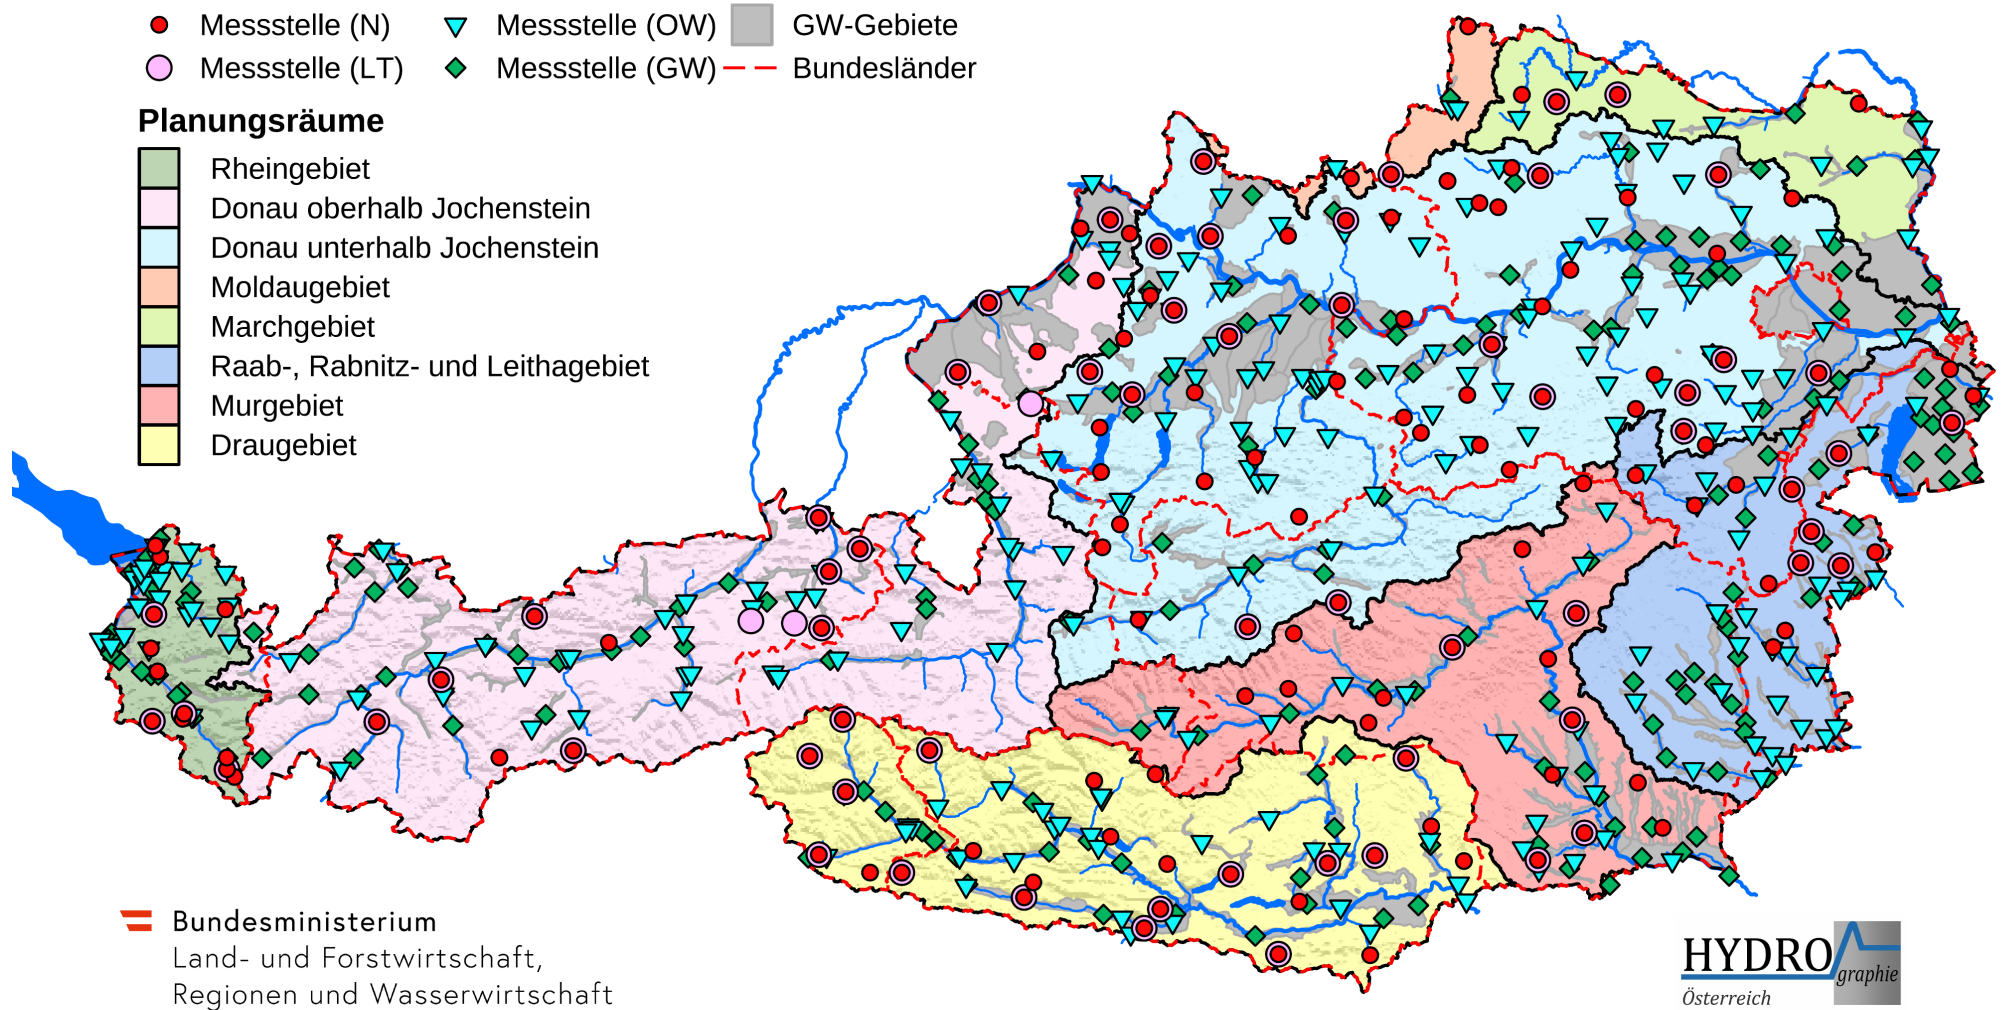 Messstelle (N)
Messstelle (OW)
GW-Gebiete
Messstelle (LT)
Messstelle (GW)
Bundesländer
Planungsräume
Rheingebiet
Donau oberhalb Jochenstein
Donau unterhalb Jochenstein
Moldaugebiet
Marchgebiet
Raab-, Rabnitz- und Leithagebiet
Murgebiet
Draugebiet
Bundesministerium
Land- und Forstwirtschaft,
Regionen und Wasserwirtschaft
HYDRO
graphie
Österreich